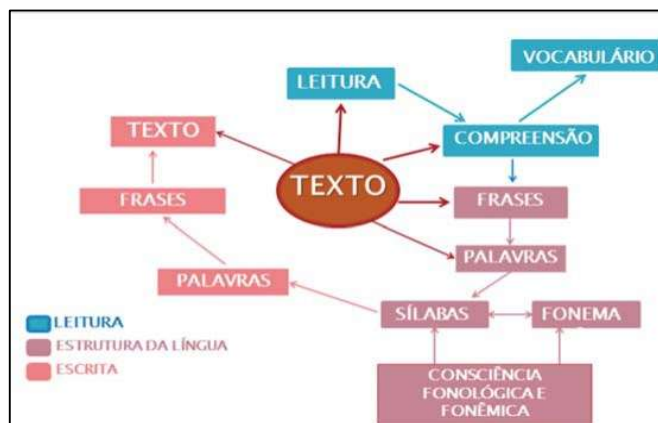 VOCABULÁRIO
LEITURA
TEXTO
COMPREENSÃO
TEXTO
FRASES
FRASES
PALAVRAS
PALAVRAS
SÍLABAS
FONEMA
LEITURA
ESTRUTURA DA LÍNGUA
ESCRITA
CONSCIÊNCIA
FONOLÓGICA E
FONÊMICA